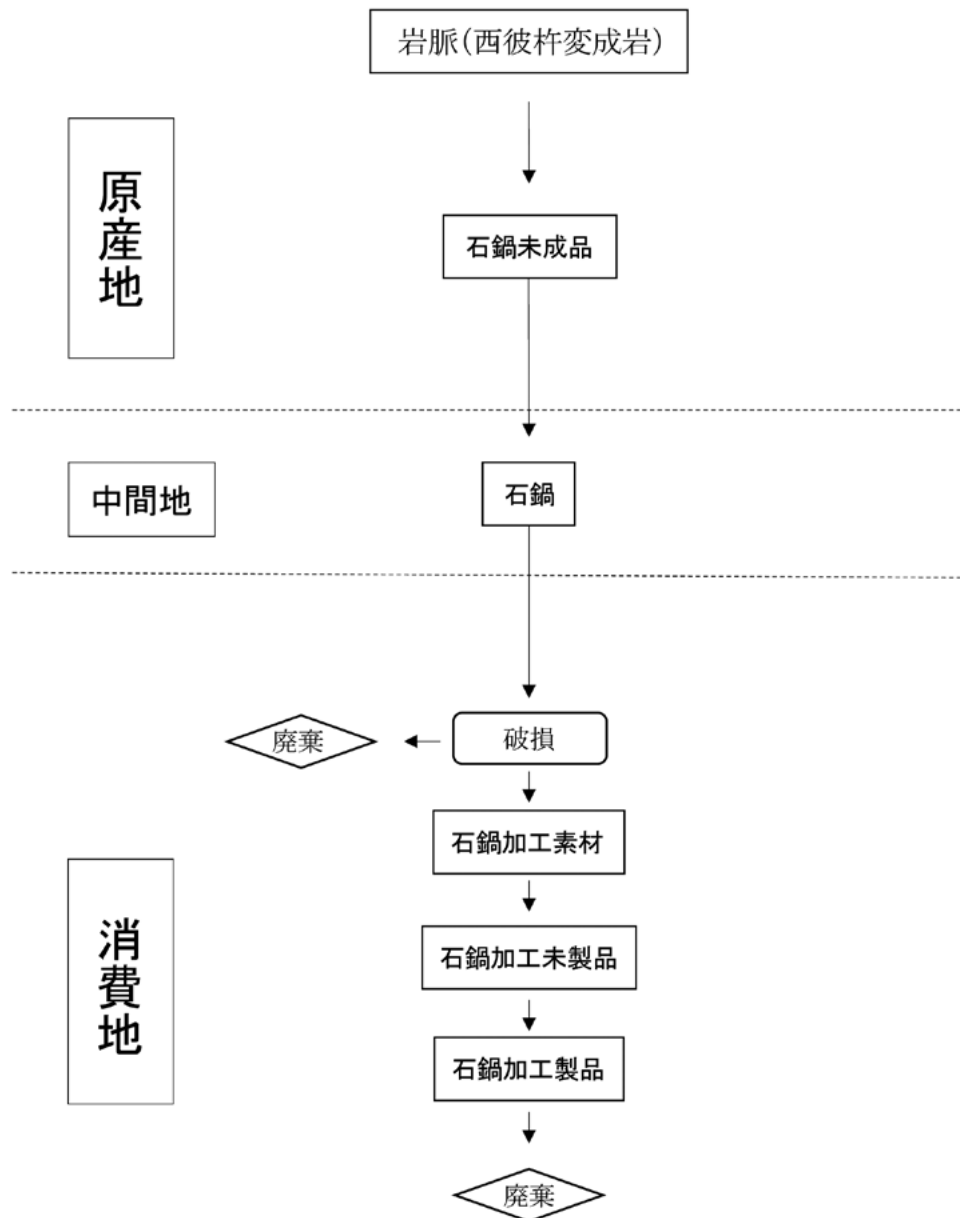 岩脈(西彼杵変成岩)
原産地
石鍋未成品
中間地
石鍋
破損
廃棄
石鍋加工素材
消費地
石鍋加工未製品
石鍋加工製品
廃棄